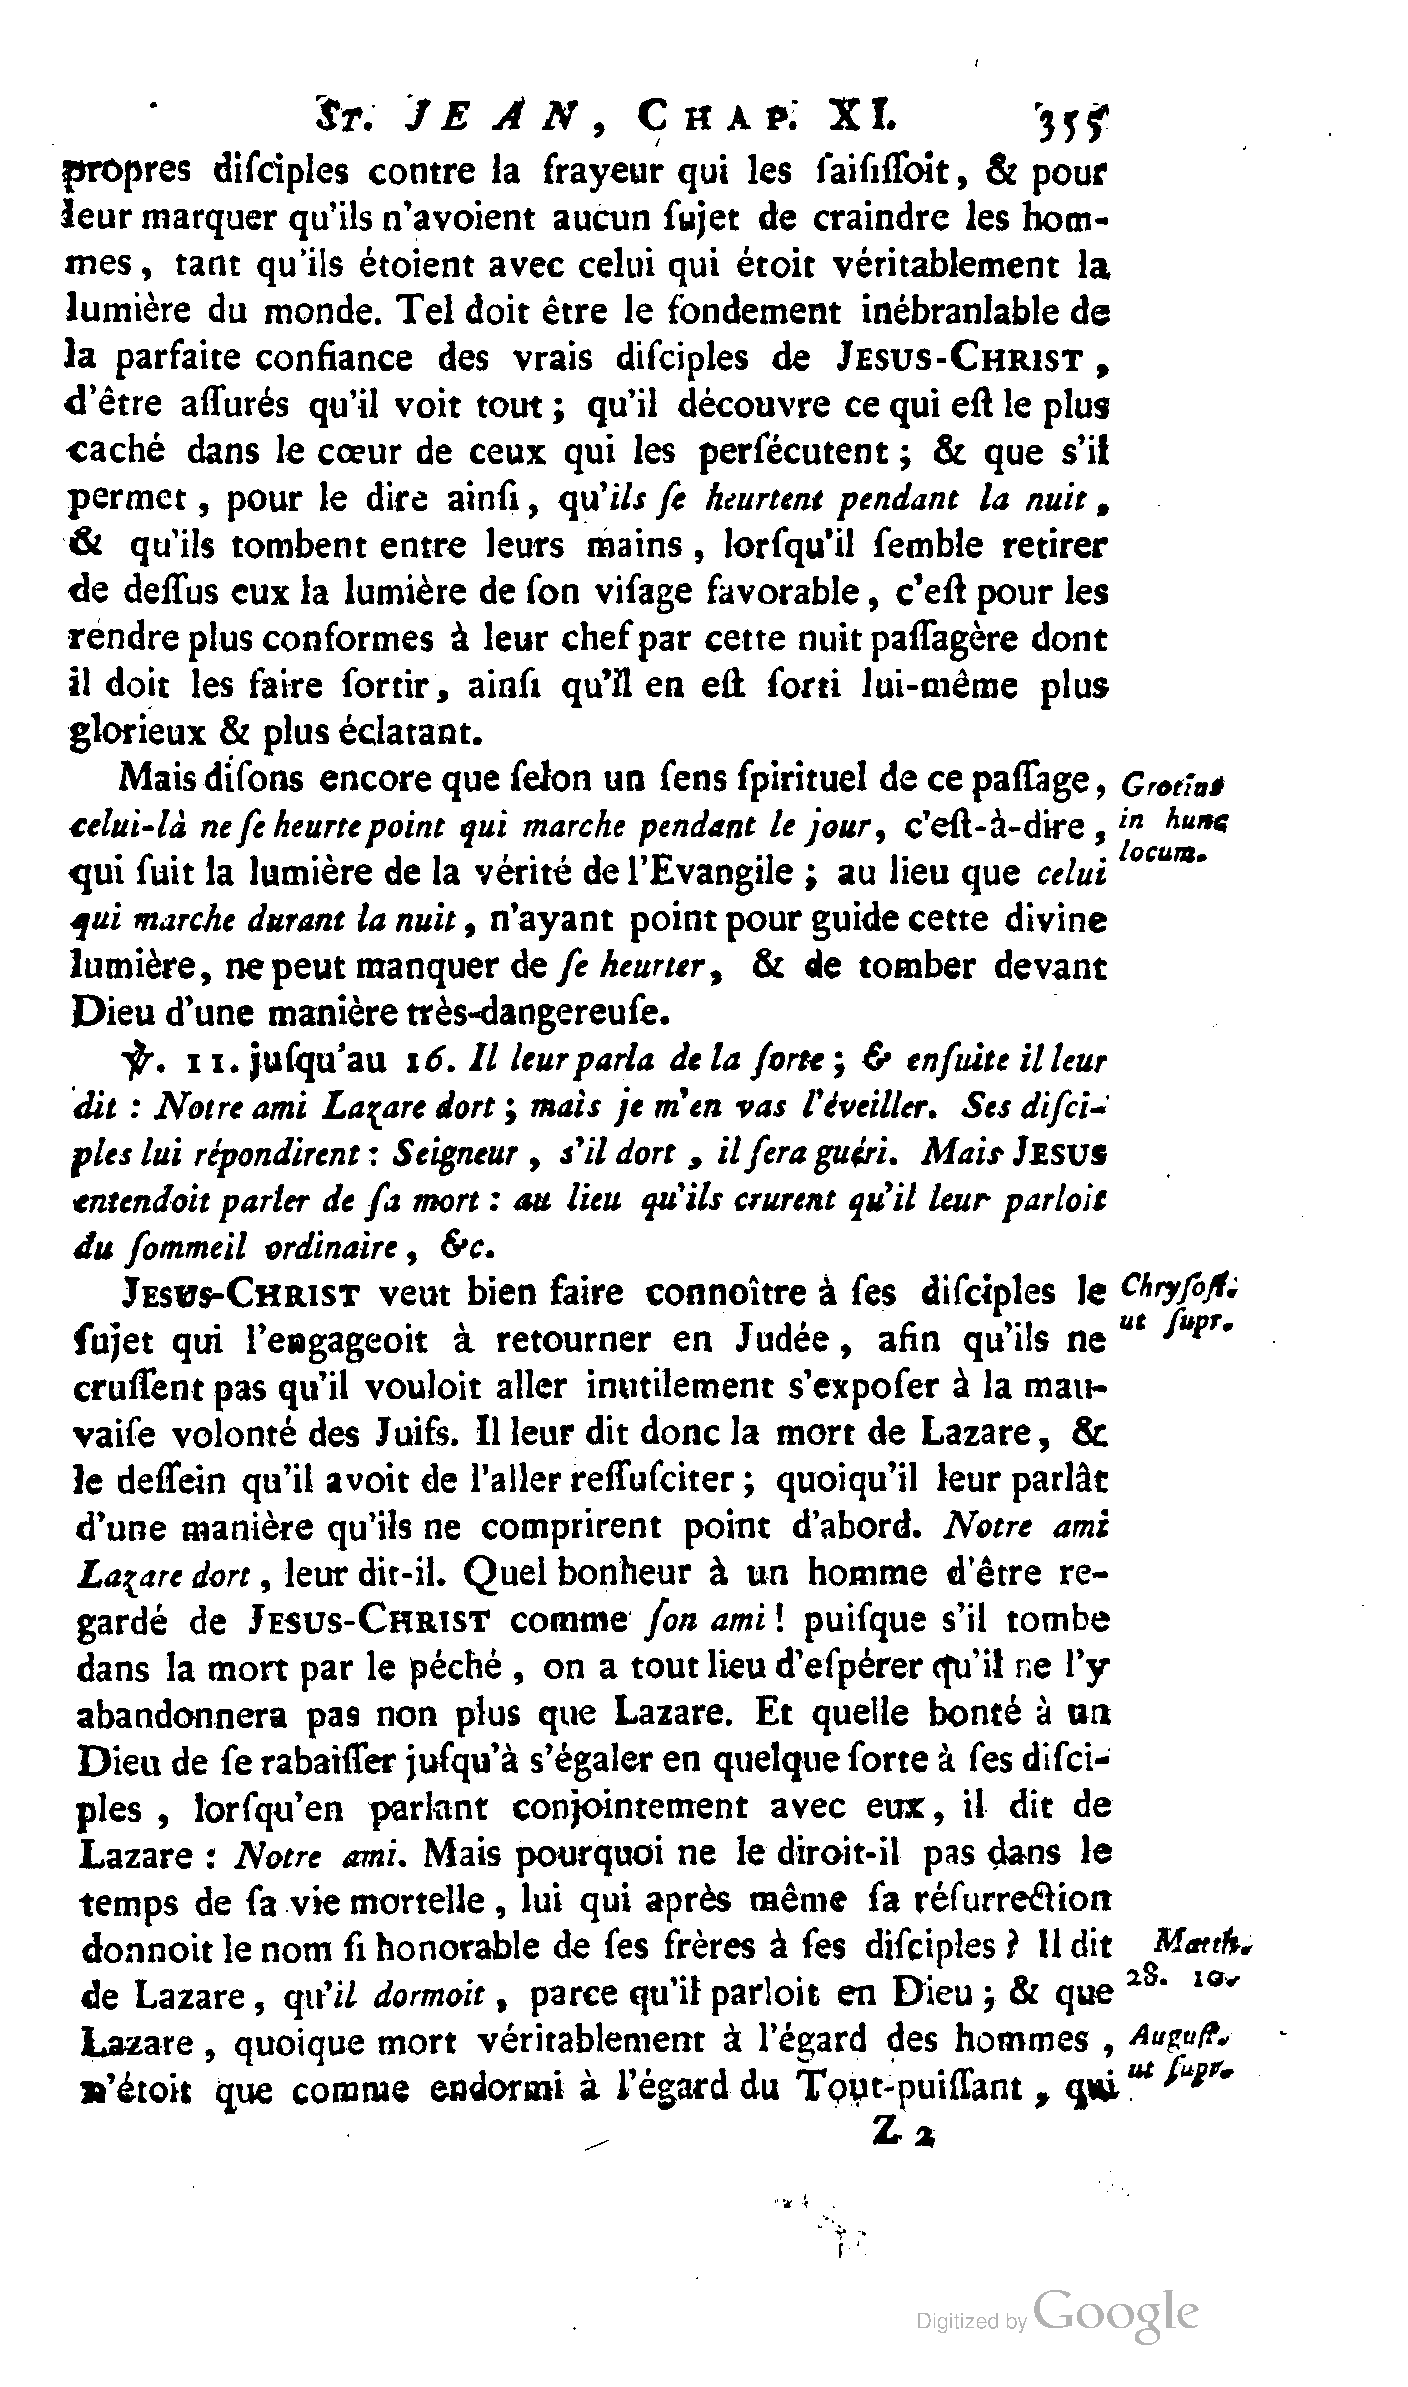 ST. JEAN, CHAP. XI. 355
propres diſciples contre la frayeur qui les ſaiſiſſoit, & pour
leur marquer qu'ils n'avoient aucun ſujet de craindre les hom-
mes, tant qu'ils étoient avec celui qui étoit véritablement la
lumière du monde. Tel doit être le fondement inébranlable de
la parfaite confiance des vrais diſciples de JESUS-CHRIST,
d'être aſſurés qu'il voit tout; qu'il découvre ce qui eſt le plus
caché dans le cœur de ceux qui les perſécutent; & que s'il
permet, pour le dire ainſi, qu'ils ſe heurtent pendant la nuit,
& qu'ils tombent entre leurs mains, lorſqu'il ſemble retirer
de deſſus eux la lumière de ſon viſage favorable, c'eſt pour les
rendre plus conformes à leur chef par cette nuit paſſagère dont
il doit les faire ſortir, ainſi qu'il en eſt ſorti lui-même plus
glorieux & plus éclatant.
Mais diſons encore que ſelon un ſens ſpirituel de ce paſſage,
celui-là ne ſe heurte point qui marche pendant le jour, c'eſt-à-dire,
qui ſuit la lumière de la vérité de l'Evangile; au lieu que celui
qui marche durant la nuit, n'ayant point pour guide cette divine
lumière, ne peut manquer de ſe heurter, & de tomber devant
Dieu d'une manière très-dangereuſe.
Grotius
in hunc
locum.
℣. 11. juſqu'au 16. Il leur parla de la ſorte; & enſuite il leur
dit : Notre ami Lazare dort; mais je m'en vas l'éveiller. Ses diſci-
ples lui répondirent : Seigneur, s'il dort, il ſera guéri. Mais JESUS
entendoit parler de ſa mort : au lieu qu'ils crurent qu'il leur parloit
du ſommeil ordinaire, &c.
JESUS-CHRIST veut bien faire connoître à ſes diſciples le
ſujet qui l'engageoit à retourner en Judée, afin qu'ils ne
cruſſent pas qu'il vouloit aller inutilement s'expoſer à la mau-
vaiſe volonté des Juifs. Il leur dit donc la mort de Lazare, &
le deſſein qu'il avoit de l'aller reſſuſciter; quoiqu'il leur parlât
d'une manière qu'ils ne comprirent point d'abord. Notre ami
Lazare dort, leur dit-il. Quel bonheur à un homme d'être re-
gardé de JESUS-CHRIST comme ſon ami! puiſque s'il tombe
dans la mort par le péché, on a tout lieu d'eſpérer qu'il ne l'y
abandonnera pas non plus que Lazare. Et quelle bonté à un
Dieu de ſe rabaiſſer juſqu'à s'égaler en quelque ſorte à ſes diſci-
ples, lorſqu'en parlant conjointement avec eux, il dit de
Lazare : Notre ami. Mais pourquoi ne le diroit-il pas dans le
temps de ſa vie mortelle, lui qui après même ſa réſurrection
donnoit le nom ſi honorable de ſes frères à ſes diſciples? Il dit
de Lazare, qu'il dormoit, parce qu'il parloit en Dieu; & que
Lazare, quoique mort véritablement à l'égard des hommes,
n'étoit que comme endormi à l'égard du Tout-puiſſant, qui
Chryſoſt.
ut ſupr.
Matth.
28. 10.
Auguſt.
ut ſupr.
Z 2
Digitized by Google